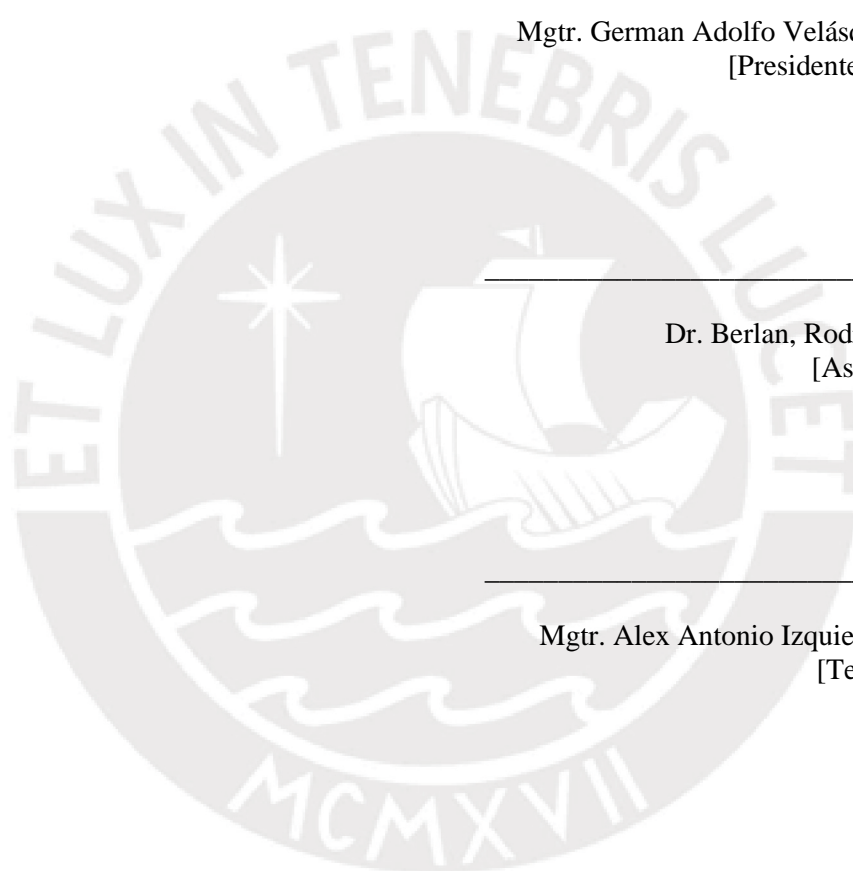 Mgtr. German Adolfo Velás
[Presidente
ET LUX IN TENEBRIS LUCET
Dr. Berlan, Rod
[As
Mgtr. Alex Antonio Izquie
[Te
MCMXVII